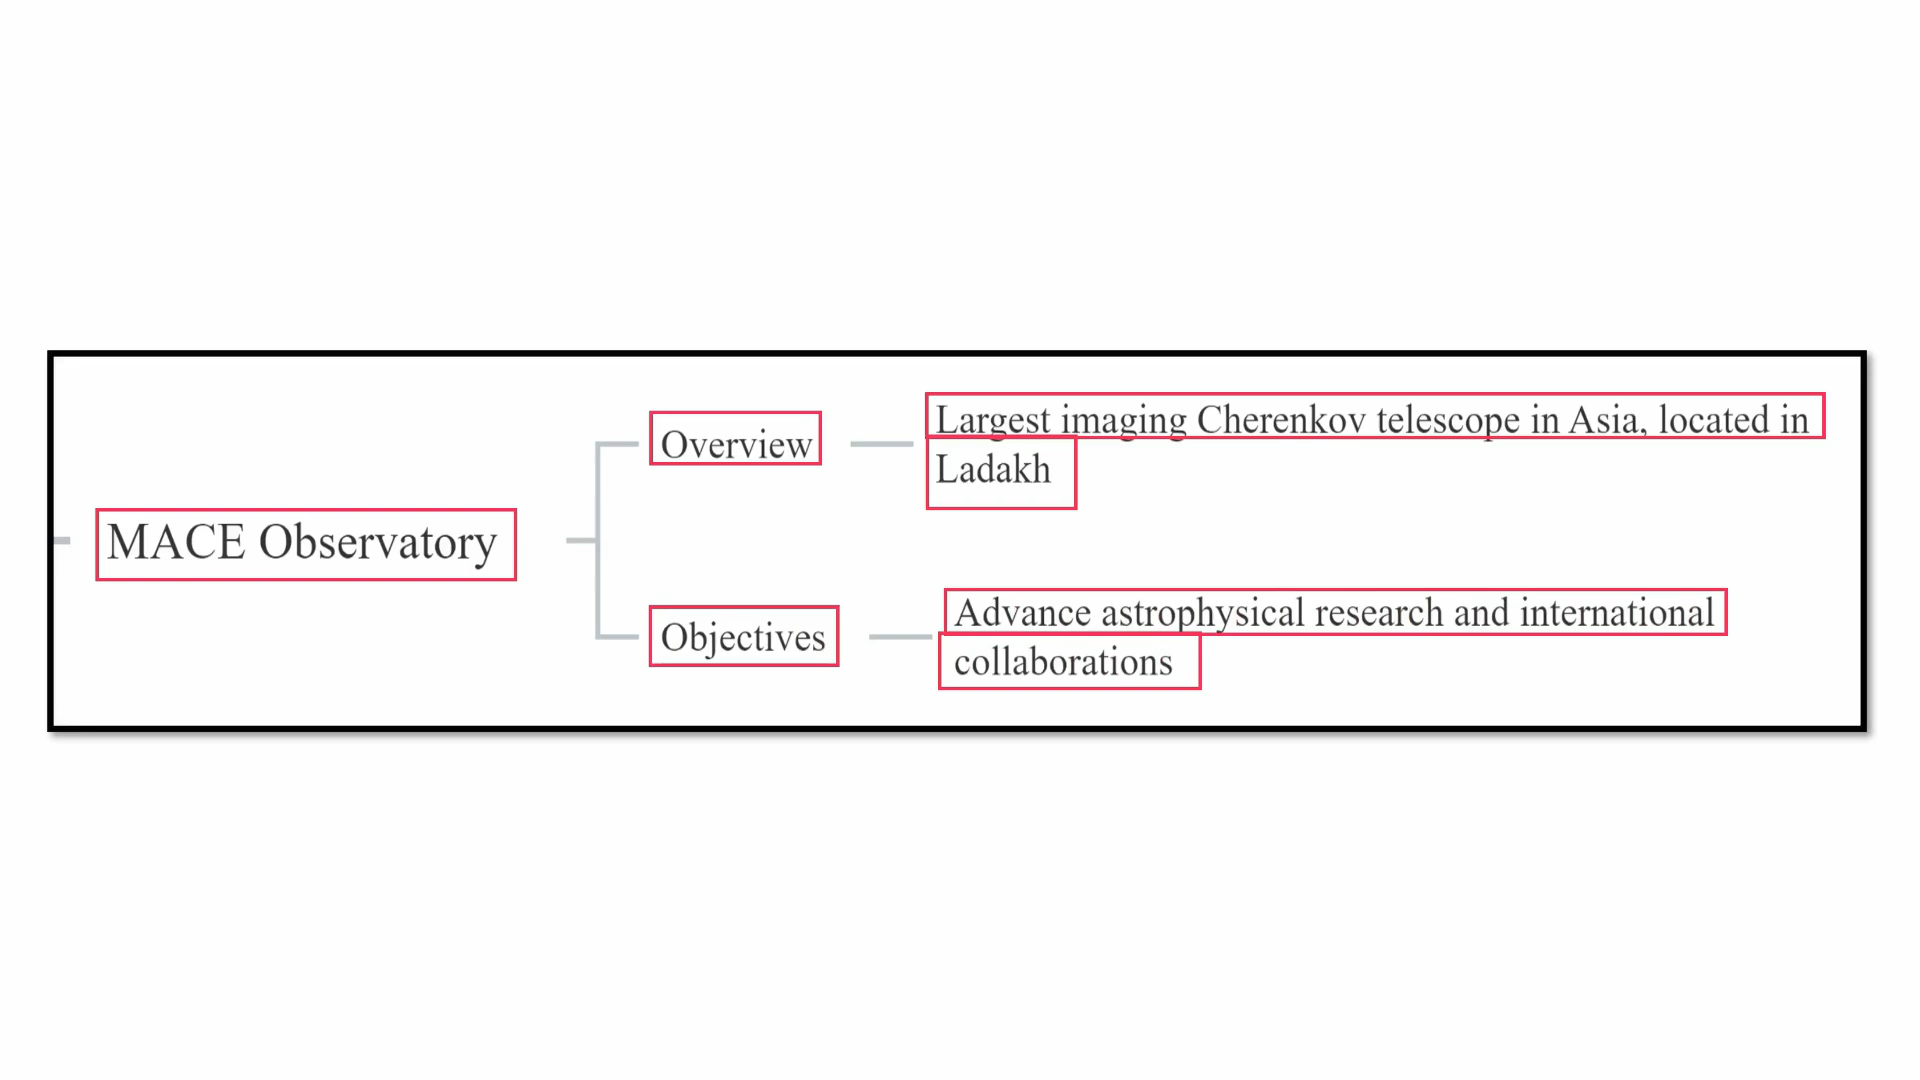 MACE Observatory
Overview
Largest imaging Cherenkov telescope in Asia, located in
Ladakh
Objectives
Advance astrophysical research and international
collaborations